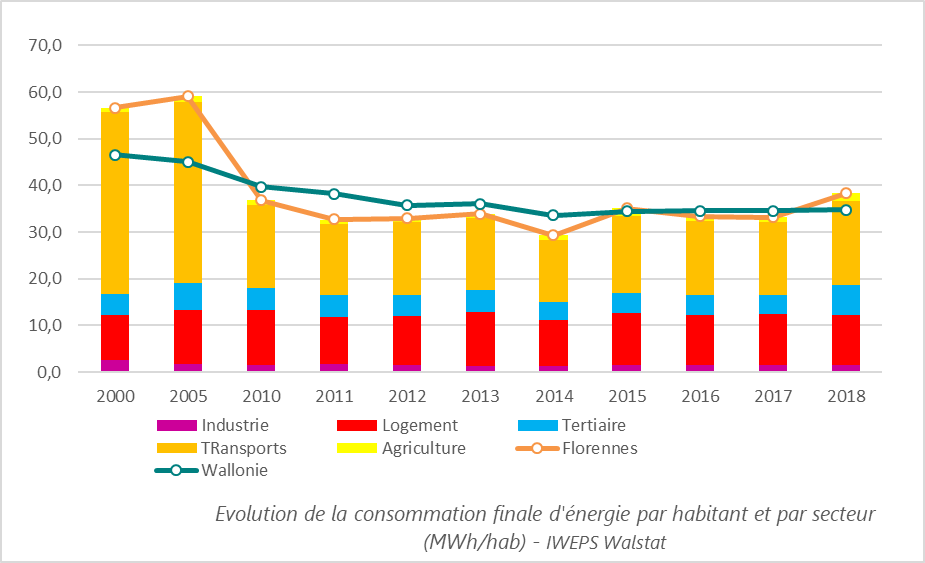 70,0
60,0
50,0
40,0
30,0
20,0
10,0
0,0
2000 2005 2010 2011 2012 2013 2014 2015 2016 2017 2018
Industrie Logement Tertiaire
TRansports Agriculture Florennes
Wallonie
Evolution de la consommation finale d'énergie par habitant et par secteur
(MWh/hab) - IWEPS Walstat